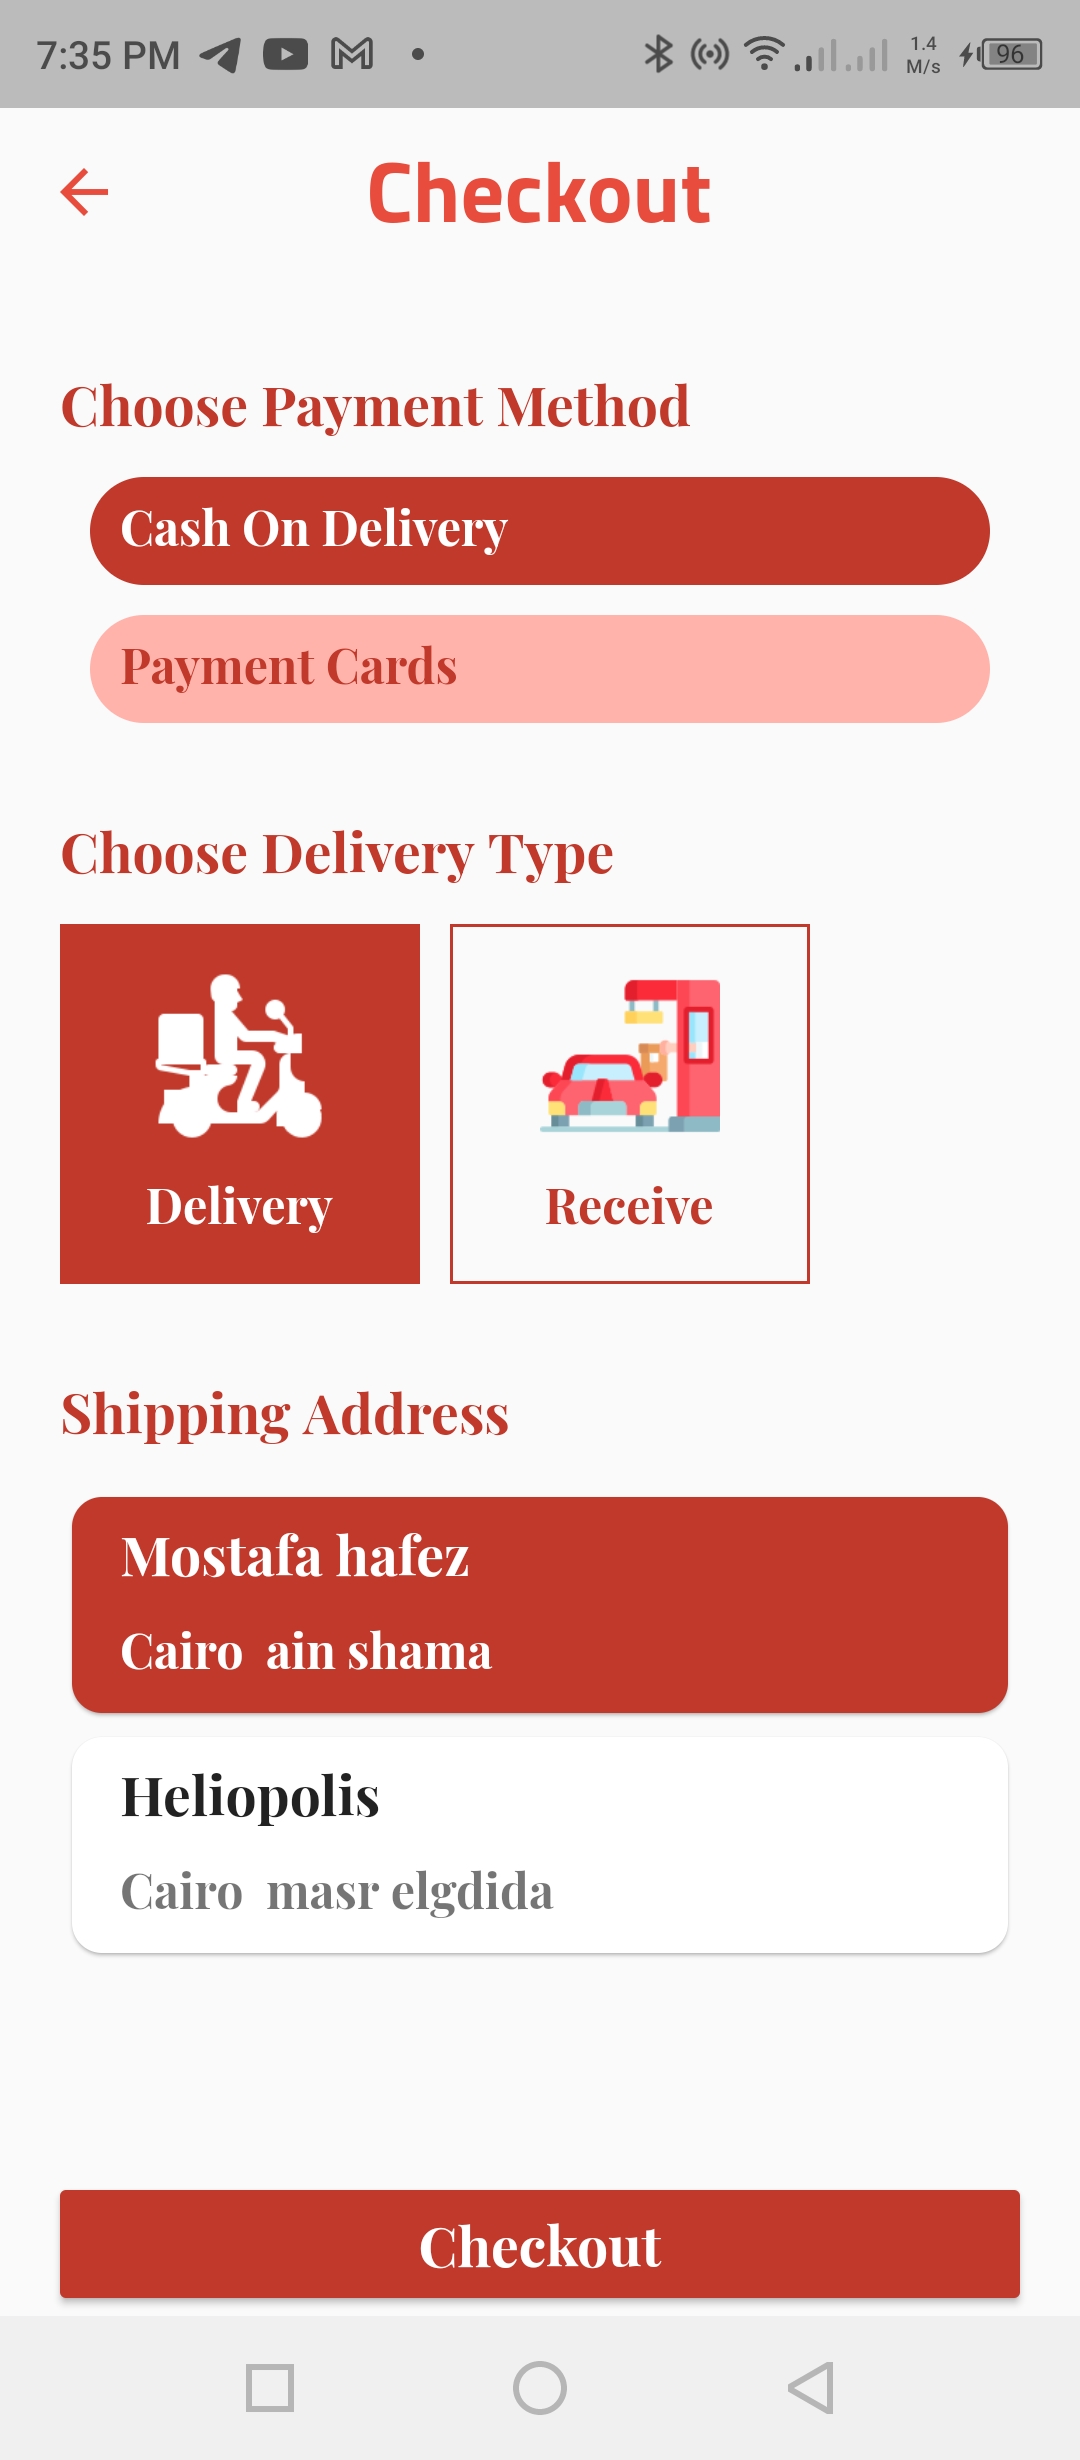 7:35 PM
1.4
M/s
96
Checkout
Choose Payment Method
Cash On Delivery
Payment Cards
Choose Delivery Type
Delivery
Receive
Shipping Address
Mostafa hafez
Cairo  ain shama
Heliopolis
Cairo  masr elgdida
Checkout